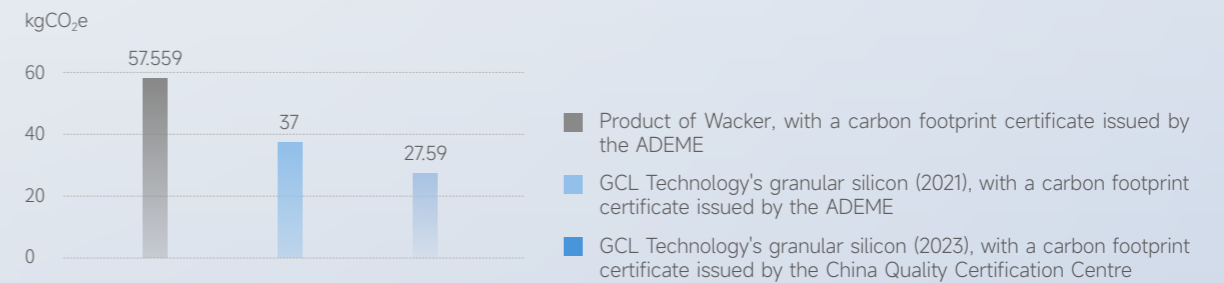 kgCO₂e
57.559
60
37
40
27.59
20
0
Product of Wacker, with a carbon footprint certificate issued by
the ADEME
GCL Technology's granular silicon (2021), with a carbon footprint
certificate issued by the ADEME
GCL Technology's granular silicon (2023), with a carbon footprint
certificate issued by the China Quality Certification Centre